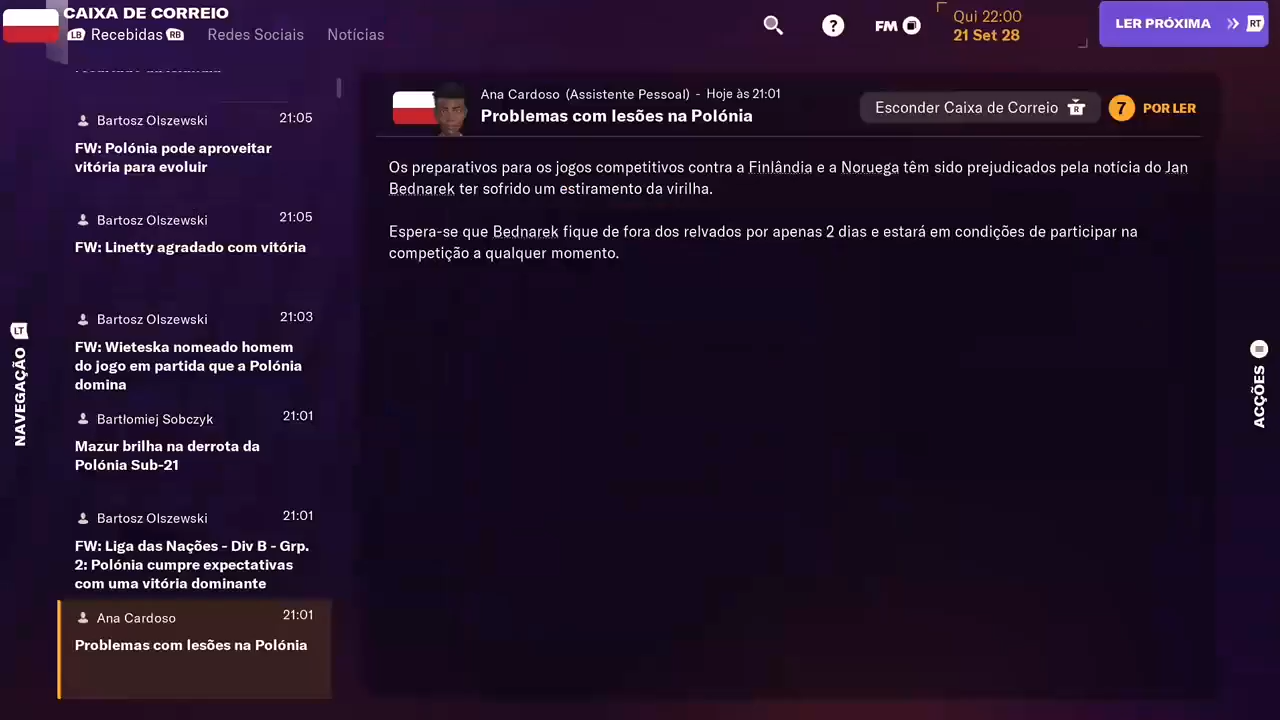 CAIXA DE CORREIO
LB Recebidas RB Redes Sociais Notícias
FM
Qui 22:00
21 Set 28
LER PRÓXIMA RT
Bartosz Olszewski 21:05
FW: Polónia pode aproveitar
vitória para evoluir
Bartosz Olszewski 21:05
FW: Linetty agradado com vitória
Bartosz Olszewski 21:03
FW: Wieteska nomeado homem
do jogo em partida que a Polónia
domina
Bartłomiej Sobczyk 21:01
Mazur brilha na derrota da
Polónia Sub-21
Bartosz Olszewski 21:01
FW: Liga das Nações - Div B - Grp.
2: Polónia cumpre expectativas
com uma vitória dominante
Ana Cardoso 21:01
Problemas com lesões na Polónia
LT
NAVEGAÇÃO
Ana Cardoso (Assistente Pessoal) - Hoje às 21:01
Problemas com lesões na Polónia
Esconder Caixa de Correio R
7 POR LER
Os preparativos para os jogos competitivos contra a Finlândia e a Noruega têm sido prejudicados pela notícia do Jan
Bednarek ter sofrido um estiramento da virilha.
Espera-se que Bednarek fique de fora dos relvados por apenas 2 dias e estará em condições de participar na
competição a qualquer momento.
ACÇÕES